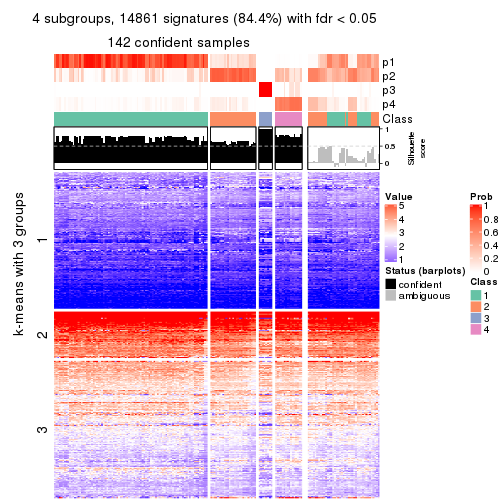 4 subgroups, 14861 signatures (84.4%) with fdr < 0.05
142 confident samples
p1
p2
p3
p4
Class
1
0.5
0
Silhouette
score
k-means with 3 groups
1
2
3
Value
5
4
3
2
1
Status (barplots)
confident
ambiguous
Prob
1
0.8
0.6
0.4
0.2
0
Class
1
2
3
4